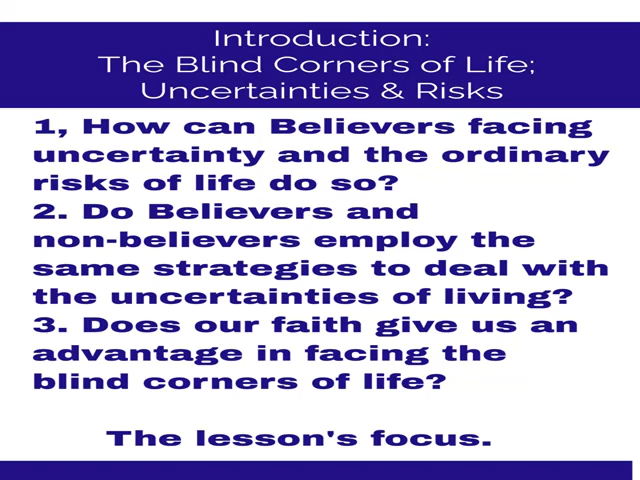 Introduction:
The Blind Corners of Life;
Uncertainties & Risks
1, How can Believers facing
uncertainty and the ordinary
risks of life do so?
2. Do Believers and
non-believers employ the
same strategies to deal with
the uncertainties of living?
3. Does our faith give us an
advantage in facing the
blind corners of life?
The lesson's focus.